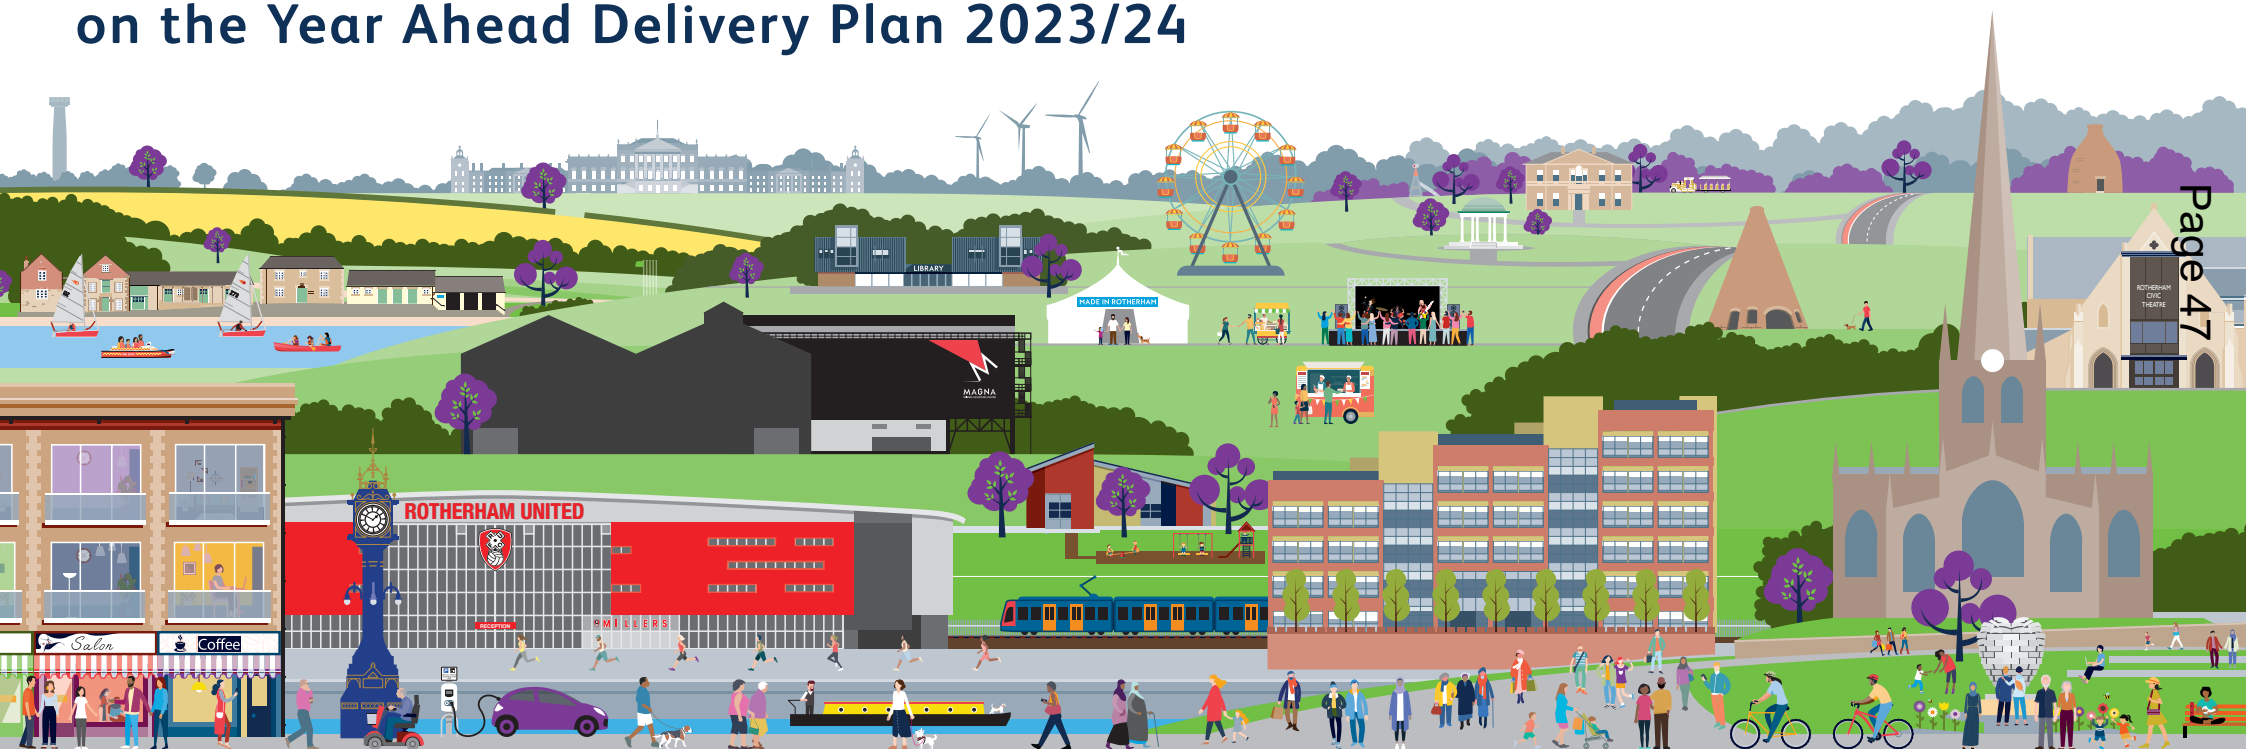 on the Year Ahead Delivery Plan 2023/24
Page 47
LIBRARY
MADE IN ROTHERHAM
ROTHERHAM
CIVIC
THEATRE
MAGNA
ROTHERHAM UNITED
RECEPTION
MILLERS
Salon
Coffee